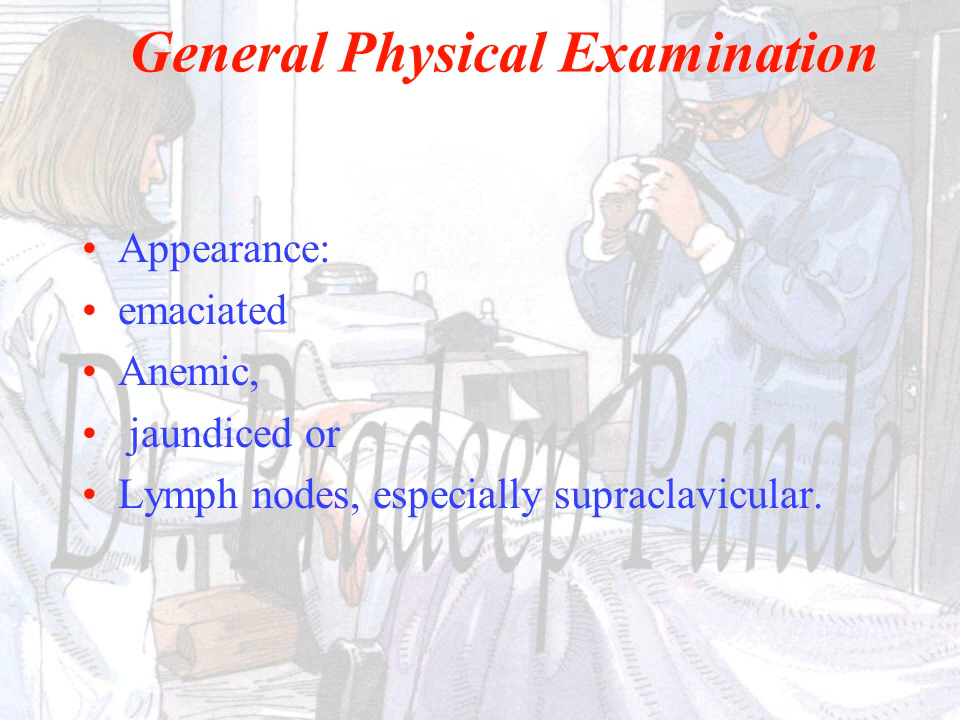 General Physical Examination
• Appearance:
• emaciated
• Anemic,
• jaundiced or
• Lymph nodes, especially supraclavicular.
Dr. Pradeep Pande